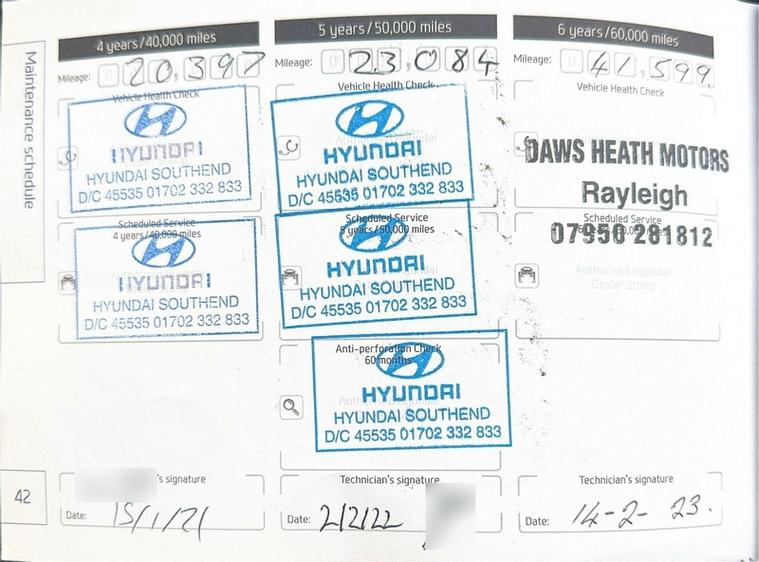 Maintenance schedule
42
4 years/40,000 miles
Mileage: 0 20,397
Vehicle Health Check
HYUNDAI
HYUNDAI SOUTHEND
D/C 45535 01702 332 833
Scheduled Service
4 years/40,000 miles
HYUNDAI
HYUNDAI SOUTHEND
D/C 45535 01702 332 833
's signature
Date: 15/1/21
5 years/50,000 miles
Mileage: 0 23,084
Vehicle Health Check
HYUNDAI
HYUNDAI SOUTHEND
D/C 45535 01702 332 833
Scheduled Service
5 years/50,000 miles
HYUNDAI
HYUNDAI SOUTHEND
D/C 45535 01702 332 833
Anti-perforation Check
60 months
HYUNDAI
HYUNDAI SOUTHEND
D/C 45535 01702 332 833
Technician's signature
Date: 2/2/22
6 years/60,000 miles
Mileage: 0 41,599.
Vehicle Health Check
DAWS HEATH MOTORS
Rayleigh
Scheduled Service
07950 281812
Authorised Hyundai
Dealer Stamp
Technician's signature
Date: 14-2-23.